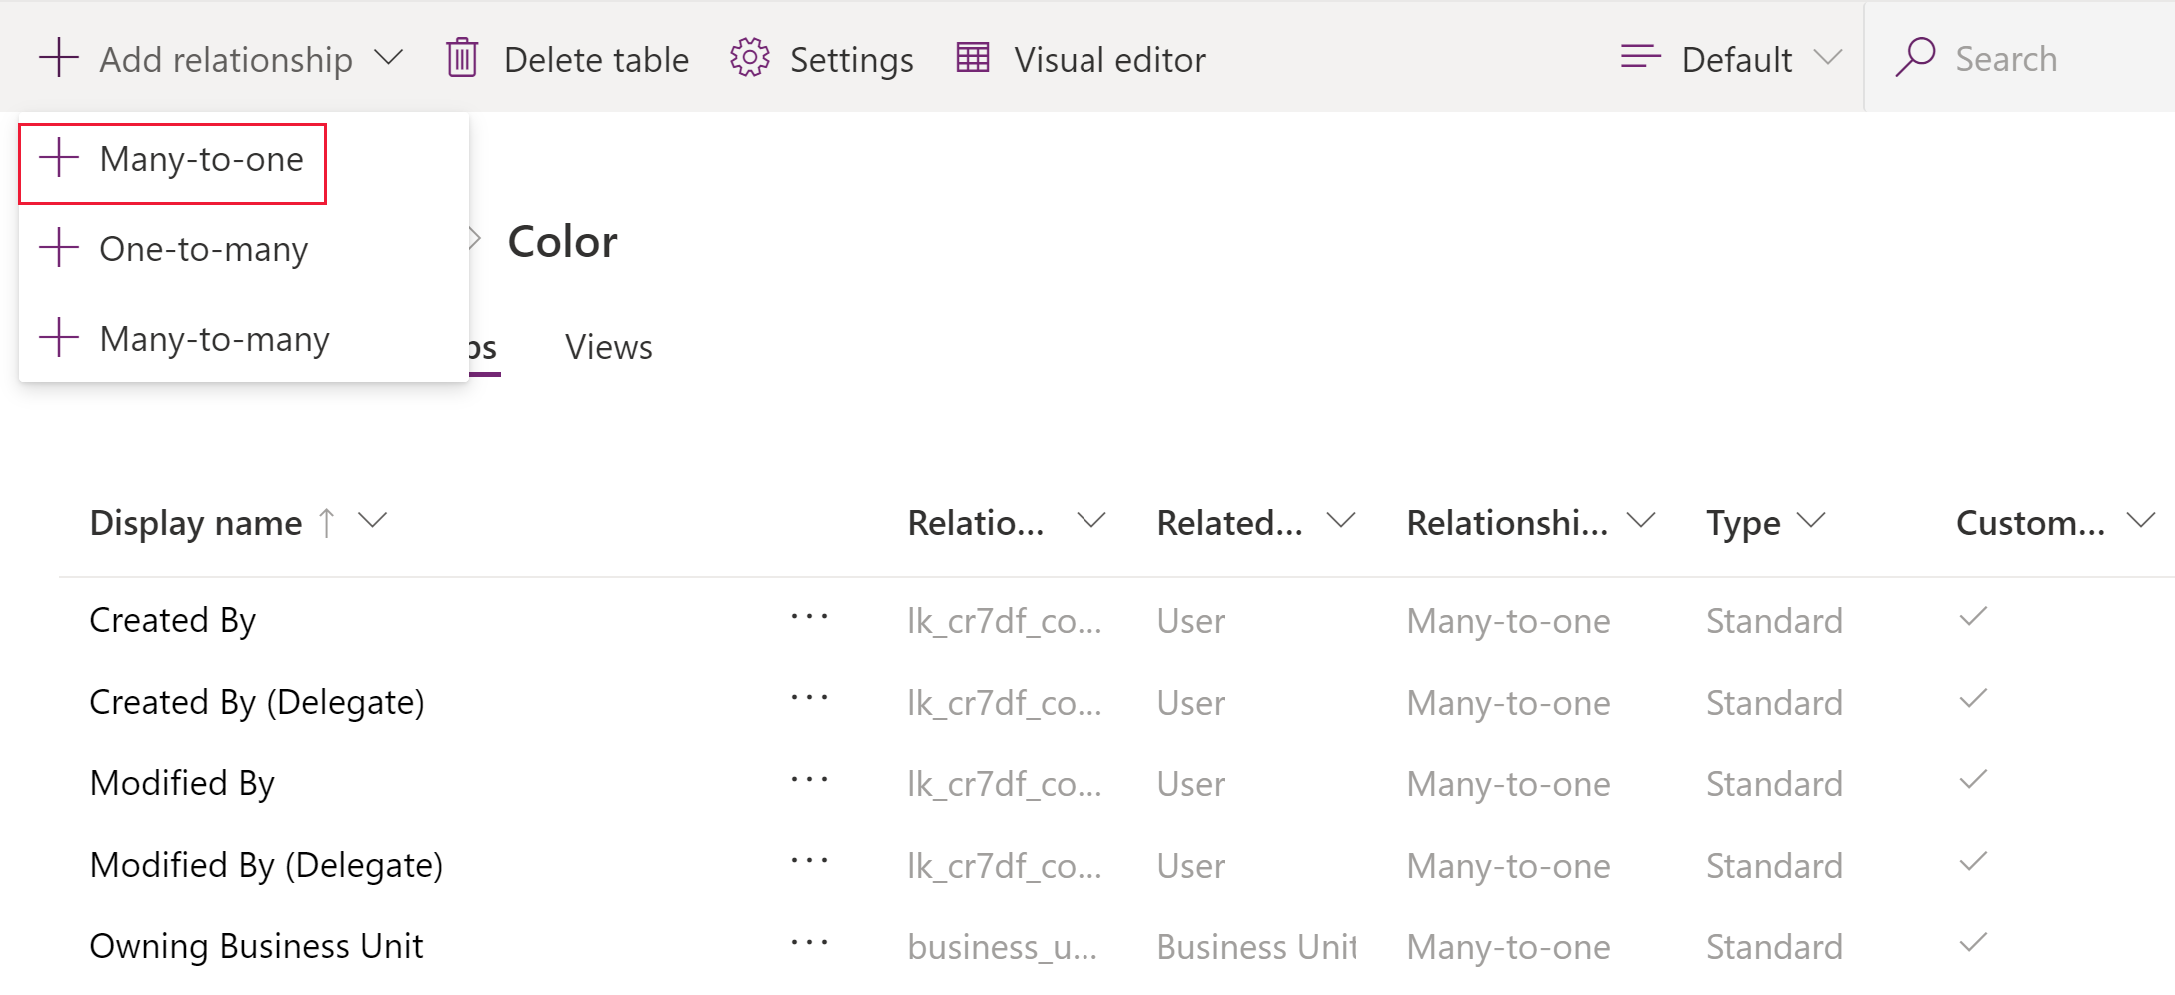 Add relationship Delete table Settings Visual editor Default Search
Many-to-one
One-to-many
Many-to-many
Color
Views
Display name ↑ Relatio... Related... Relationshi... Type Custom...
Created By ... lk_cr7df_co... User Many-to-one Standard
Created By (Delegate) ... lk_cr7df_co... User Many-to-one Standard
Modified By ... lk_cr7df_co... User Many-to-one Standard
Modified By (Delegate) ... lk_cr7df_co... User Many-to-one Standard
Owning Business Unit ... business_u... Business Unit Many-to-one Standard